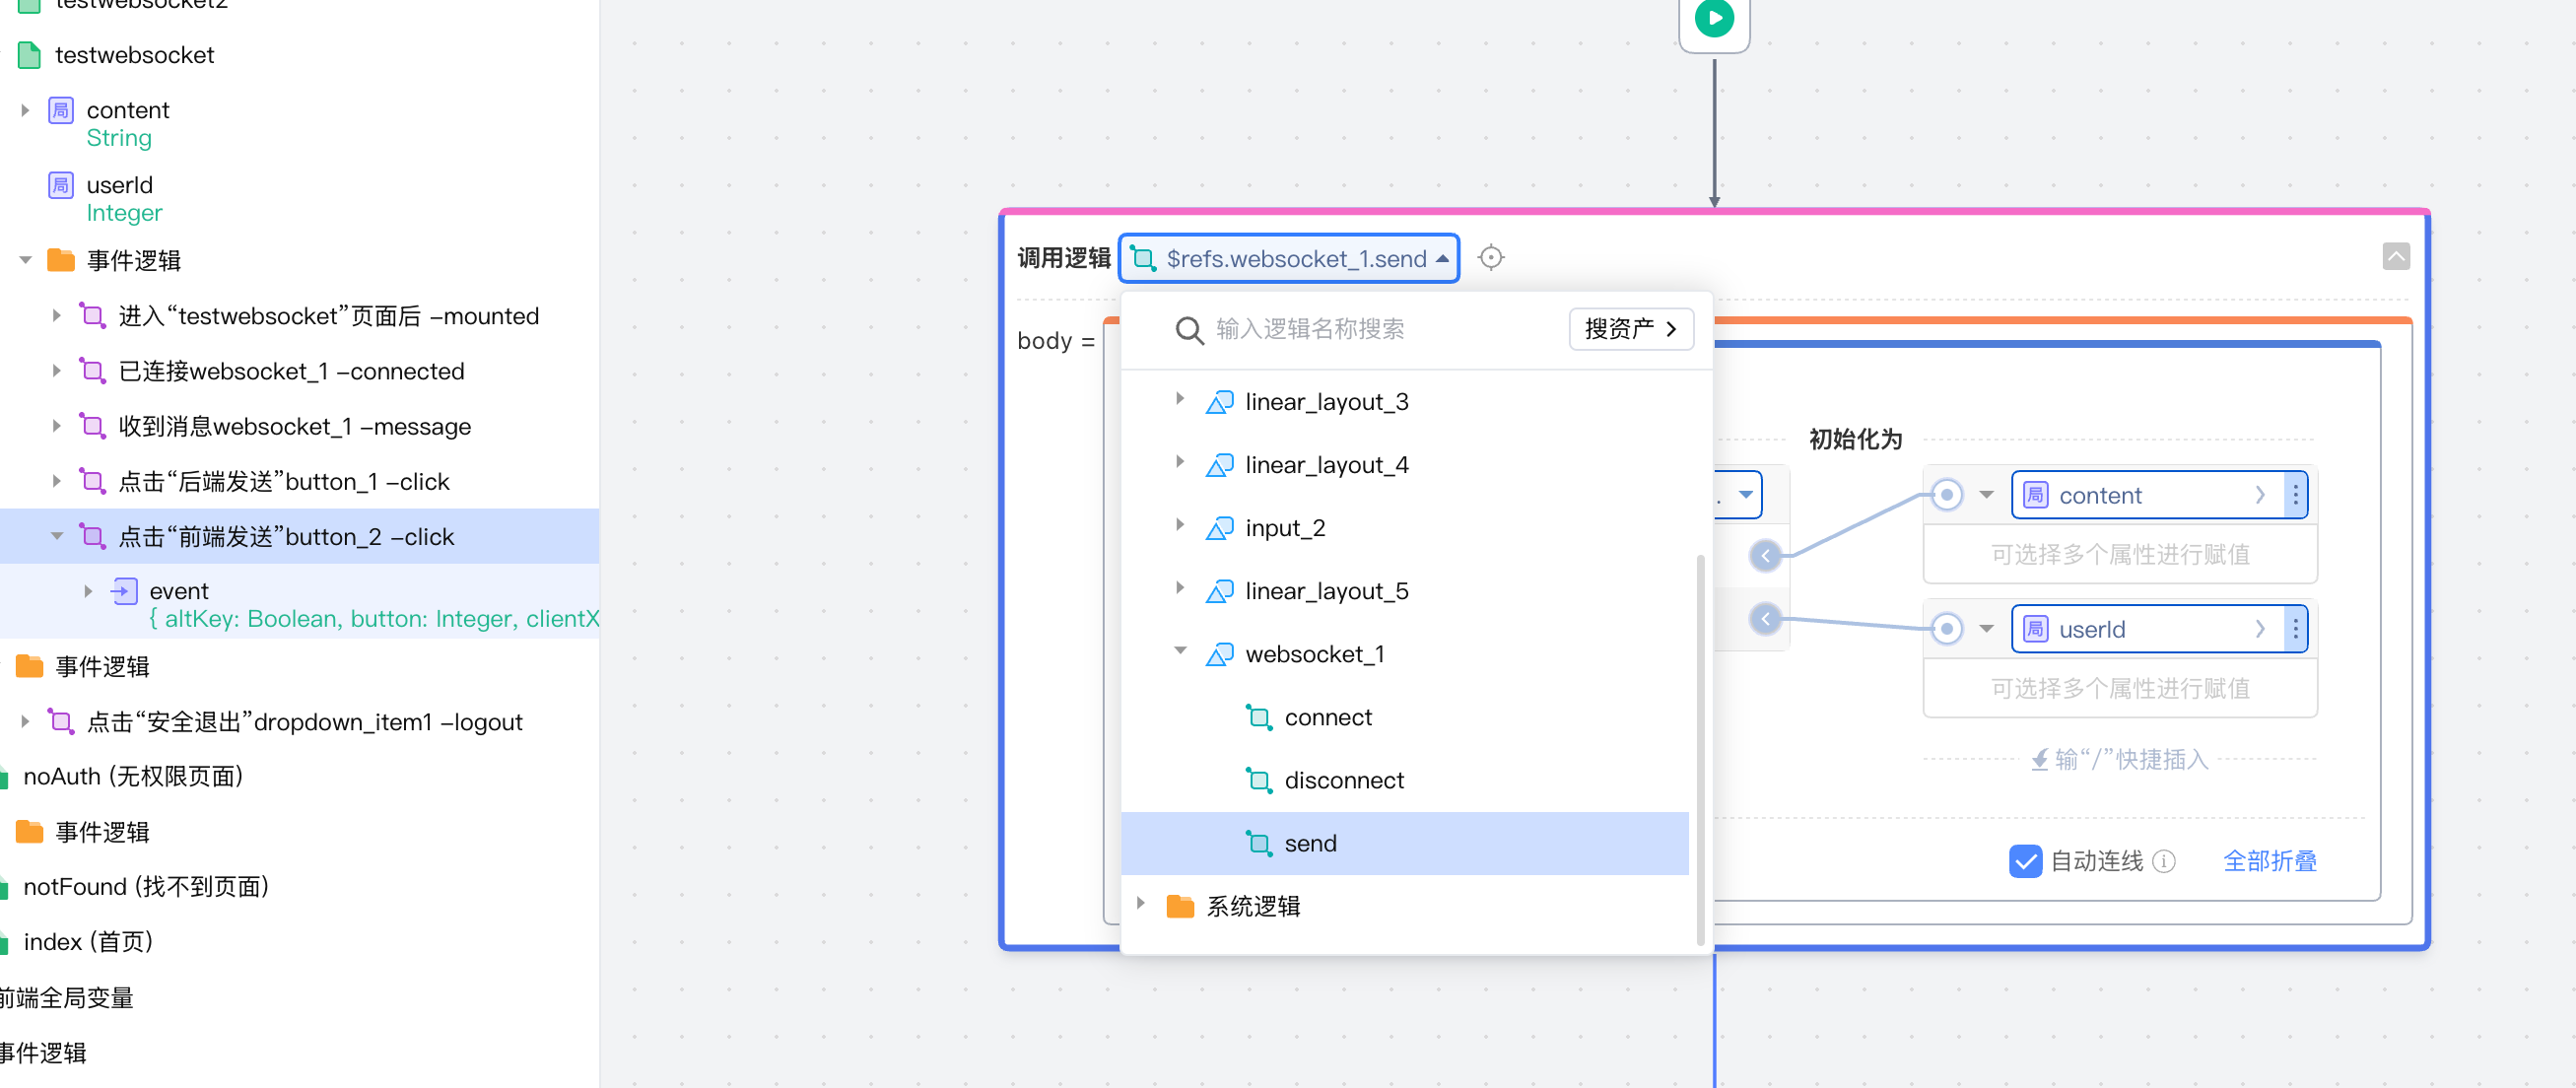 testwebsocket2
testwebsocket
局 content
String
局 userId
Integer
事件逻辑
进入“testwebsocket”页面后 –mounted
已连接websocket_1 –connected
收到消息websocket_1 –message
点击“后端发送”button_1 –click
点击“前端发送”button_2 –click
event
{ altKey: Boolean, button: Integer, clientX
事件逻辑
点击“安全退出”dropdown_item1 –logout
noAuth (无权限页面)
事件逻辑
notFound (找不到页面)
index (首页)
前端全局变量
事件逻辑
调用逻辑 $refs.websocket_1.send
body =
输入逻辑名称搜索
搜资产
linear_layout_3
linear_layout_4
input_2
linear_layout_5
websocket_1
connect
disconnect
send
系统逻辑
初始化为
.
局 content
可选择多个属性进行赋值
局 userId
可选择多个属性进行赋值
输“/”快捷插入
自动连线
全部折叠